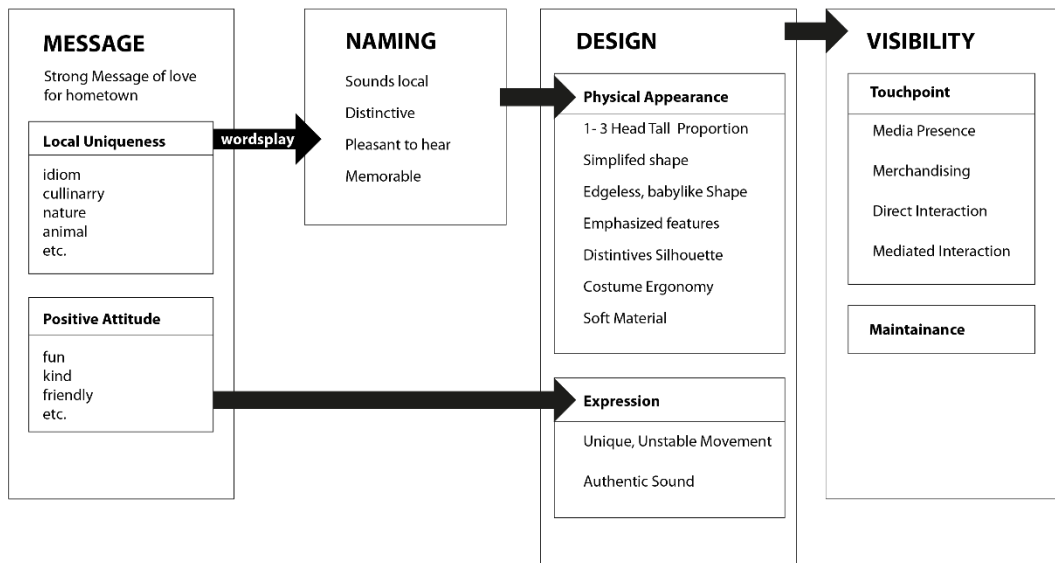 MESSAGE
Strong Message of love
for hometown
Local Uniqueness
idiom
cullinarry
nature
animal
etc.
Positive Attitude
fun
kind
friendly
etc.
wordsplay
NAMING
Sounds local
Distinctive
Pleasant to hear
Memorable
DESIGN
Physical Appearance
1- 3 Head Tall Proportion
Simplifed shape
Edgeless, babylike Shape
Emphasized features
Distintives Silhouette
Costume Ergonomy
Soft Material
Expression
Unique, Unstable Movement
Authentic Sound
VISIBILITY
Touchpoint
Media Presence
Merchandising
Direct Interaction
Mediated Interaction
Maintainance